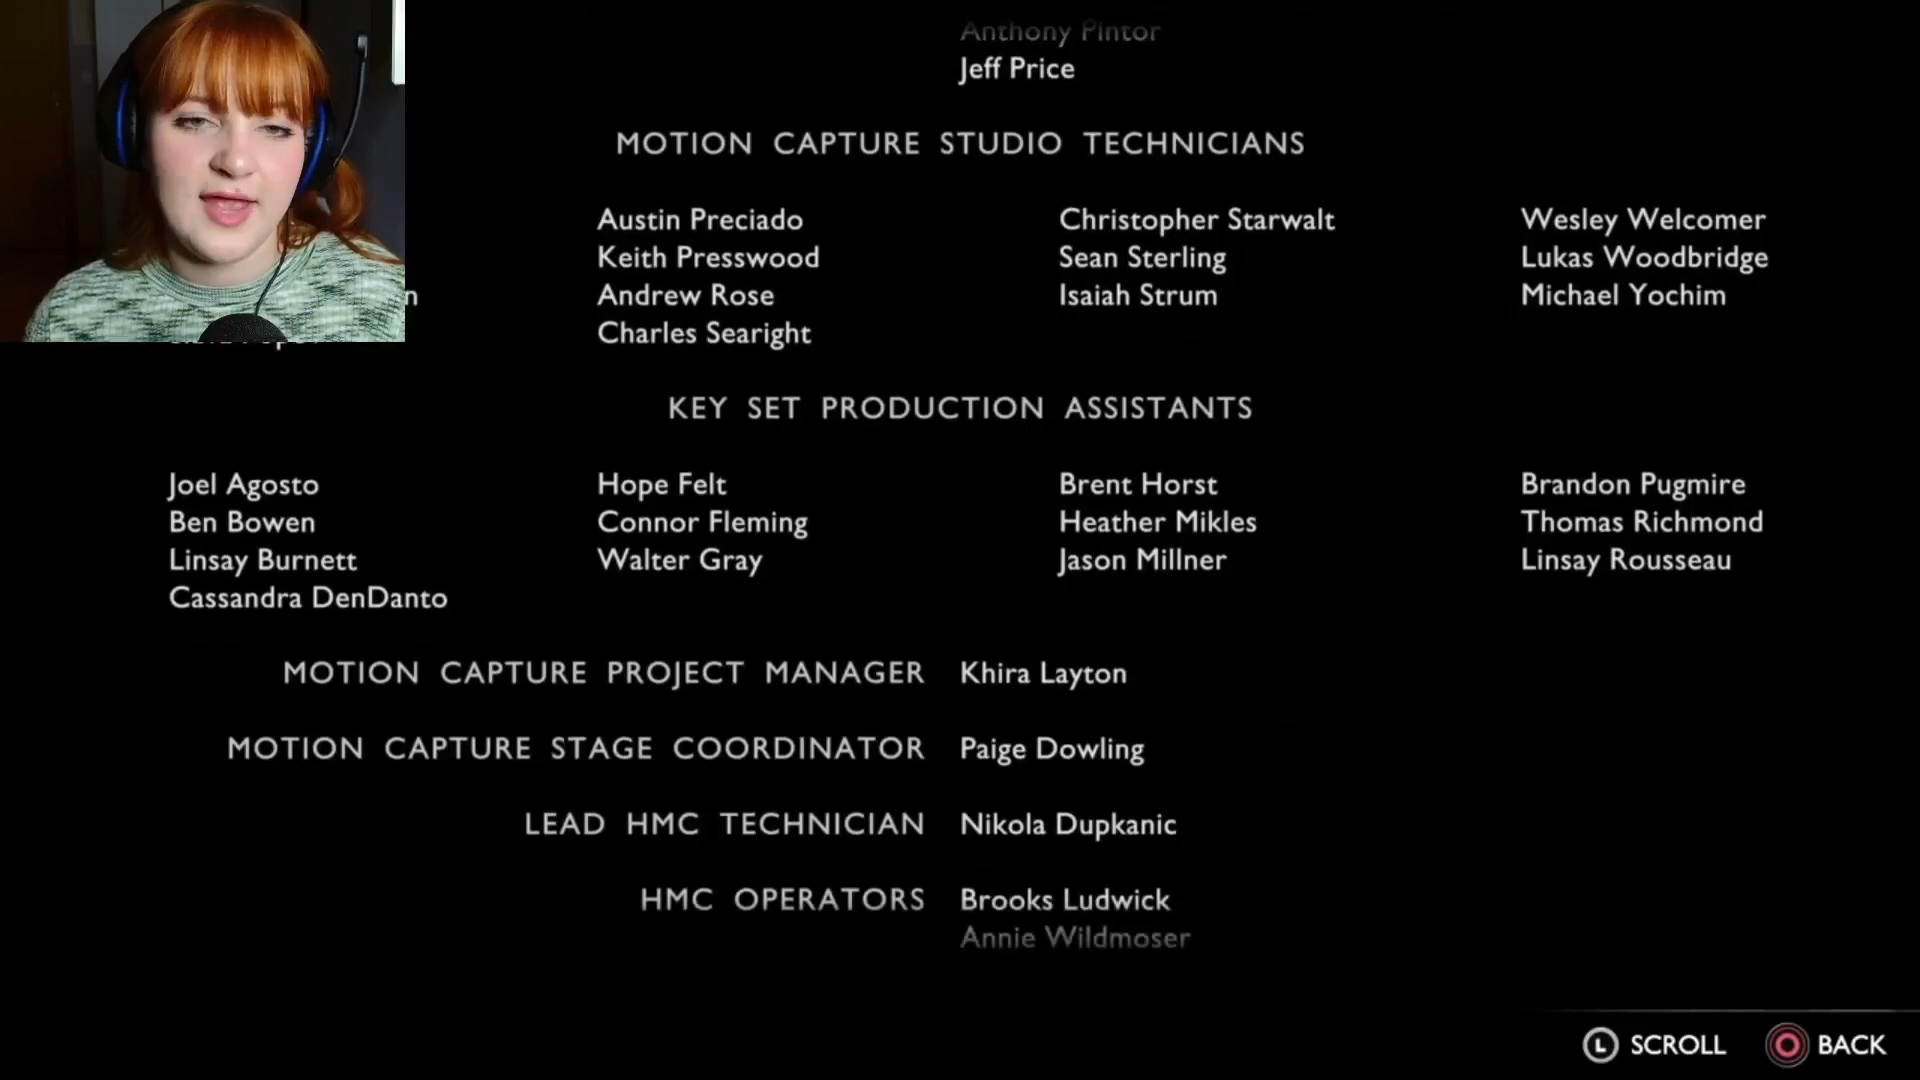 Anthony Pintor
Jeff Price
MOTION CAPTURE STUDIO TECHNICIANS
Austin Preciado Christopher Starwalt Wesley Welcomer
Keith Presswood Sean Sterling Lukas Woodbridge
Andrew Rose Isaiah Strum Michael Yochim
Charles Searight
KEY SET PRODUCTION ASSISTANTS
Joel Agosto Hope Felt Brent Horst Brandon Pugmire
Ben Bowen Connor Fleming Heather Mikles Thomas Richmond
Linsay Burnett Walter Gray Jason Millner Linsay Rousseau
Cassandra DenDanto
MOTION CAPTURE PROJECT MANAGER Khira Layton
MOTION CAPTURE STAGE COORDINATOR Paige Dowling
LEAD HMC TECHNICIAN Nikola Dupkanic
HMC OPERATORS Brooks Ludwick
Annie Wildmoser
L SCROLL BACK